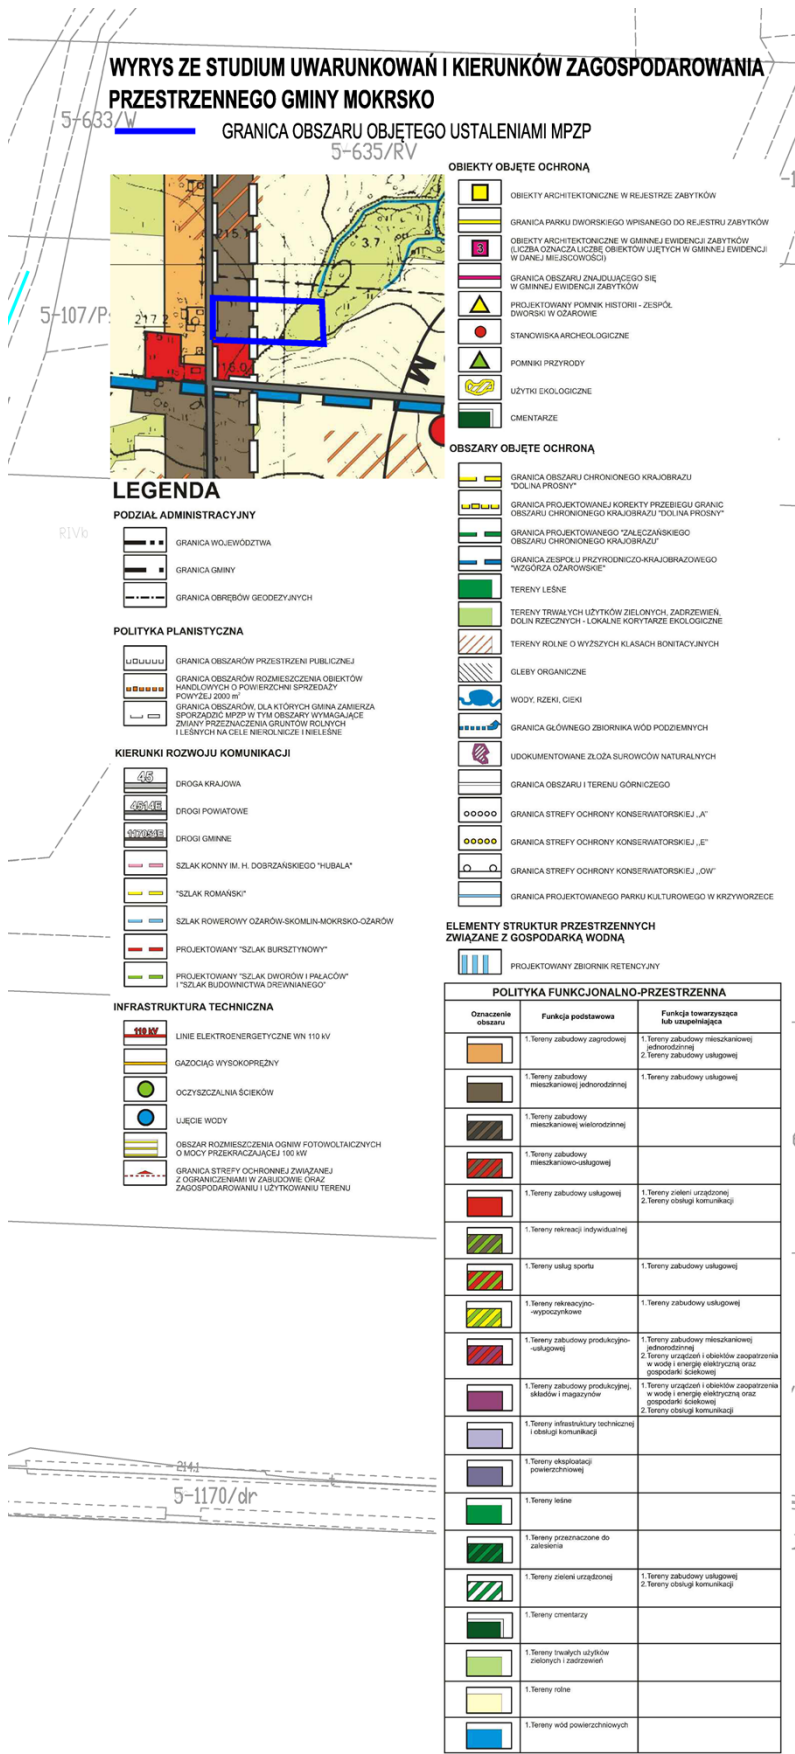 WYRYS ZE STUDIUM UWARUNKOWAŃ I KIERUNKÓW ZAGOSPODAROWANIA
PRZESTRZENNEGO GMINY MOKRSKO
5-633/W
GRANICA OBSZARU OBJĘTEGO USTALENIAMI MPZP
5-635/RV
215.1
3.7
5-107/Ps
217.2
M
RIVb
LEGENDA
PODZIAŁ ADMINISTRACYJNY
GRANICA WOJEWÓDZTWA
GRANICA GMINY
GRANICA OBRĘBÓW GEODEZYJNYCH
POLITYKA PLANISTYCZNA
GRANICA OBSZARÓW PRZESTRZENI PUBLICZNEJ
GRANICA OBSZARÓW ROZMIESZCZENIA OBIEKTÓW
HANDLOWYCH O POWIERZCHNI SPRZEDAŻY
POWYŻEJ 2000 m²
GRANICA OBSZARÓW, DLA KTÓRYCH GMINA ZAMIERZA
SPORZĄDZIĆ MPZP W TYM OBSZARY WYMAGAJĄCE
ZMIANY PRZEZNACZENIA GRUNTÓW ROLNYCH
I LEŚNYCH NA CELE NIEROLNICZE I NIELEŚNE
KIERUNKI ROZWOJU KOMUNIKACJI
45
DROGA KRAJOWA
4514E
DROGI POWIATOWE
117051E
DROGI GMINNE
SZLAK KONNY IM. H. DOBRZAŃSKIEGO "HUBALA"
"SZLAK ROMAŃSKI"
SZLAK ROWEROWY OŻARÓW-SKOMLIN-MOKRSKO-OŻARÓW
PROJEKTOWANY "SZLAK BURSZTYNOWY"
PROJEKTOWANY "SZLAK DWORÓW I PAŁACÓW"
I "SZLAK BUDOWNICTWA DREWNIANEGO"
INFRASTRUKTURA TECHNICZNA
110 kV
LINIE ELEKTROENERGETYCZNE WN 110 kV
GAZOCIĄG WYSOKOPRĘŻNY
OCZYSZCZALNIA ŚCIEKÓW
UJĘCIE WODY
OBSZAR ROZMIESZCZENIA OGNIW FOTOWOLTAICZNYCH
O MOCY PRZEKRACZAJĄCEJ 100 kW
GRANICA STREFY OCHRONNEJ ZWIĄZANEJ
Z OGRANICZENIAMI W ZABUDOWIE ORAZ
ZAGOSPODAROWANIU I UŻYTKOWANIU TERENU
214.1
5-1170/dr
OBIEKTY OBJĘTE OCHRONĄ
OBIEKTY ARCHITEKTONICZNE W REJESTRZE ZABYTKÓW
GRANICA PARKU DWORSKIEGO WPISANEGO DO REJESTRU ZABYTKÓW
3
OBIEKTY ARCHITEKTONICZNE W GMINNEJ EWIDENCJI ZABYTKÓW
(LICZBA OZNACZA LICZBĘ OBIEKTÓW UJĘTYCH W GMINNEJ EWIDENCJI
W DANEJ MIEJSCOWOŚCI)
GRANICA OBSZARU ZNAJDUJĄCEGO SIĘ
W GMINNEJ EWIDENCJI ZABYTKÓW
PROJEKTOWANY POMNIK HISTORII - ZESPÓŁ
DWORSKI W OŻAROWIE
STANOWISKA ARCHEOLOGICZNE
POMNIKI PRZYRODY
UŻYTKI EKOLOGICZNE
CMENTARZE
OBSZARY OBJĘTE OCHRONĄ
GRANICA OBSZARU CHRONIONEGO KRAJOBRAZU
"DOLINA PROSNY"
GRANICA PROJEKTOWANEJ KOREKTY PRZEBIEGU GRANIC
OBSZARU CHRONIONEGO KRAJOBRAZU "DOLINA PROSNY"
GRANICA PROJEKTOWANEGO "ZAŁĘCZAŃSKIEGO
OBSZARU CHRONIONEGO KRAJOBRAZU"
GRANICA ZESPOŁU PRZYRODNICZO-KRAJOBRAZOWEGO
"WZGÓRZA OŻAROWSKIE"
TERENY LEŚNE
TERENY TRWAŁYCH UŻYTKÓW ZIELONYCH, ZADRZEWIEŃ,
DOLIN RZECZNYCH - LOKALNE KORYTARZE EKOLOGICZNE
TERENY ROLNE O WYŻSZYCH KLASACH BONITACYJNYCH
GLEBY ORGANICZNE
WODY, RZEKI, CIEKI
GRANICA GŁÓWNEGO ZBIORNIKA WÓD PODZIEMNYCH
UDOKUMENTOWANE ZŁOŻA SUROWCÓW NATURALNYCH
GRANICA OBSZARU I TERENU GÓRNICZEGO
GRANICA STREFY OCHRONY KONSERWATORSKIEJ ,,A"
GRANICA STREFY OCHRONY KONSERWATORSKIEJ ,,E"
GRANICA STREFY OCHRONY KONSERWATORSKIEJ ,,OW"
GRANICA PROJEKTOWANEGO PARKU KULTUROWEGO W KRZYWORZECE
ELEMENTY STRUKTUR PRZESTRZENNYCH
ZWIĄZANE Z GOSPODARKĄ WODNĄ
PROJEKTOWANY ZBIORNIK RETENCYJNY
POLITYKA FUNKCJONALNO-PRZESTRZENNA
Oznaczenie obszaru Funkcja podstawowa Funkcja towarzysząca lub uzupełniająca
1.Tereny zabudowy zagrodowej
1.Tereny zabudowy mieszkaniowej
jednorodzinnej
2.Tereny zabudowy usługowej
1.Tereny zabudowy
mieszkaniowej jednorodzinnej
1.Tereny zabudowy usługowej
1.Tereny zabudowy
mieszkaniowej wielorodzinnej
1.Tereny zabudowy
mieszkaniowo-usługowej
1.Tereny zabudowy usługowej
1.Tereny zieleni urządzonej
2.Tereny obsługi komunikacji
1.Tereny rekreacji indywidualnej
1.Tereny usług sportu
1.Tereny zabudowy usługowej
1.Tereny rekreacyjno-
-wypoczynkowe
1.Tereny zabudowy usługowej
1.Tereny zabudowy produkcyjno-
-usługowej
1.Tereny zabudowy mieszkaniowej
jednorodzinnej
2.Tereny urządzeń i obiektów zaopatrzenia
w wodę i energię elektryczną oraz
gospodarki ściekowej
1.Tereny zabudowy produkcyjnej,
składów i magazynów
1.Tereny urządzeń i obiektów zaopatrzenia
w wodę i energię elektryczną oraz
gospodarki ściekowej
2.Tereny obsługi komunikacji
1.Tereny infrastruktury technicznej
i obsługi komunikacji
1.Tereny eksploatacji
powierzchniowej
1.Tereny leśne
1.Tereny przeznaczone do
zalesienia
1.Tereny zieleni urządzonej
1.Tereny zabudowy usługowej
2.Tereny obsługi komunikacji
1.Tereny cmentarzy
1.Tereny trwałych użytków
zielonych i zadrzewień
1.Tereny rolne
1.Tereny wód powierzchniowych